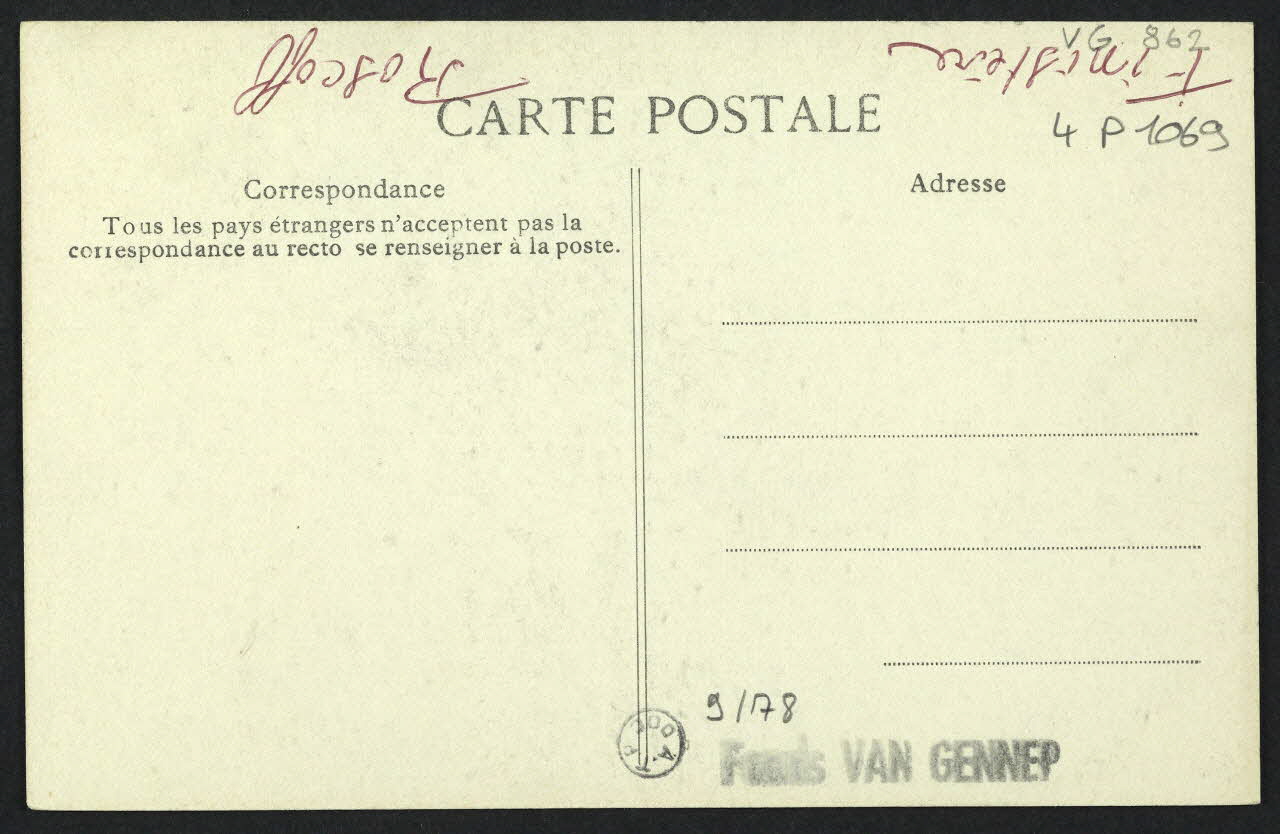 VG 862
Finistère
Roscoff
CARTE POSTALE
4 P 1069
Correspondance
Tous les pays étrangers n'acceptent pas la
correspondance au recto se renseigner à la poste.
Adresse
9/178
Fonds VAN GENNEP